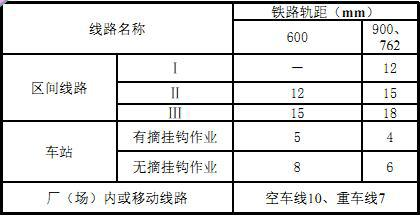 线路名称 铁路轨距（mm）
600 900、762
区间线路 Ⅰ － 12
Ⅱ 12 15
Ⅲ 15 18
车站 有摘挂钩作业 5 4
无摘挂钩作业 8 6
厂（场）内或移动线路 空车线10、重车线7